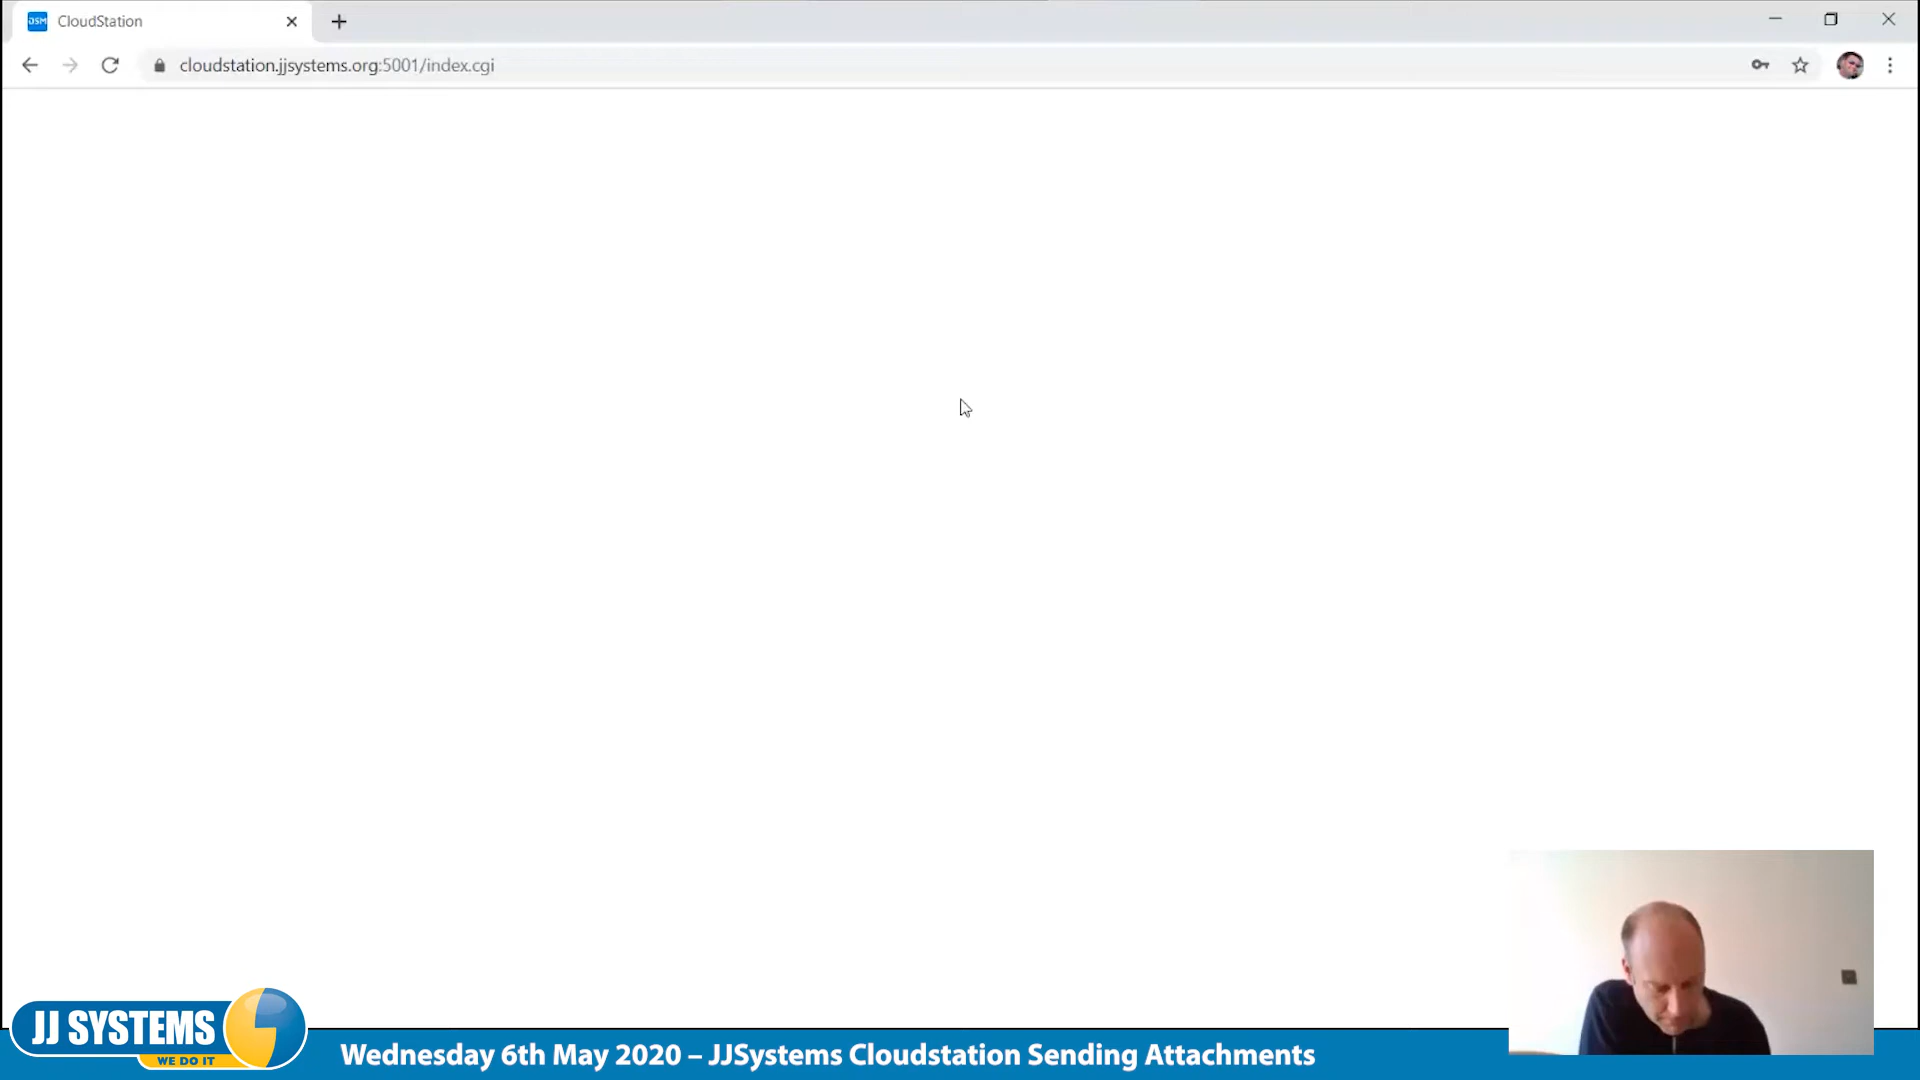 DSM
CloudStation
cloudstation.jjsystems.org:5001/index.cgi
JJ SYSTEMS
WE DO IT
Wednesday 6th May 2020 – JJSystems Cloudstation Sending Attachments